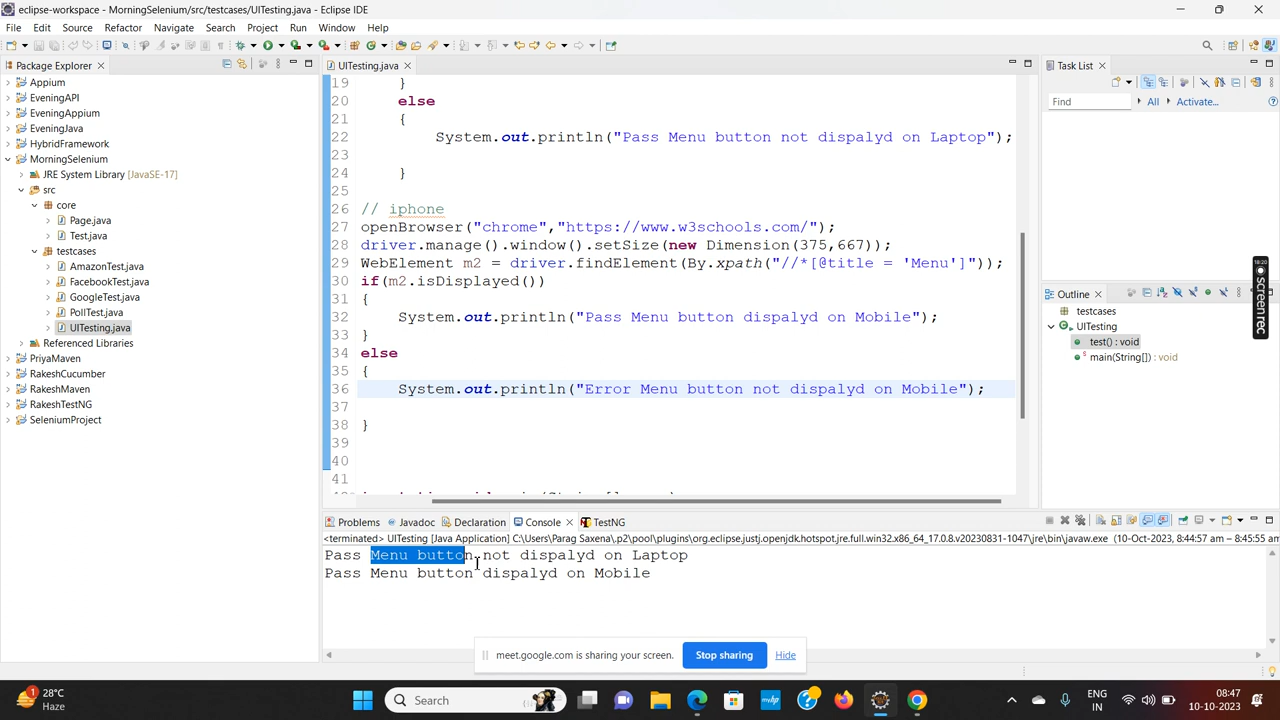 eclipse-workspace - MorningSelenium/src/testcases/UITesting.java - Eclipse IDE
File Edit Source Refactor Navigate Search Project Run Window Help
Package Explorer
Appium
EveningAPI
EveningAppium
EveningJava
HybridFramework
MorningSelenium
JRE System Library [JavaSE-17]
src
core
Page.java
Test.java
testcases
AmazonTest.java
FacebookTest.java
GoogleTest.java
PollTest.java
UITesting.java
Referenced Libraries
PriyaMaven
RakeshCucumber
RakeshMaven
RakeshTestNG
SeleniumProject
UITesting.java
19 }
20 else
21 {
22 System.out.println("Pass Menu button not dispalyd on Laptop");
23
24 }
25
26 // iphone
27 openBrowser("chrome","https://www.w3schools.com/");
28 driver.manage().window().setSize(new Dimension(375,667));
29 WebElement m2 = driver.findElement(By.xpath("//*[@title = 'Menu']"));
30 if(m2.isDisplayed())
31 {
32 System.out.println("Pass Menu button dispalyd on Mobile");
33 }
34 else
35 {
36 System.out.println("Error Menu button not dispalyd on Mobile");
37
38 }
39
40
41
Task List
Find All Activate...
Outline
testcases
UITesting
test() : void
main(String[]) : void
Problems Javadoc Declaration Console TestNG
<terminated> UITesting [Java Application] C:\Users\Parag Saxena\.p2\pool\plugins\org.eclipse.justj.openjdk.hotspot.jre.full.win32.x86_64_17.0.8.v20230831-1047\jre\bin\javaw.exe (10-Oct-2023, 8:44:57 am – 8:45:55 am)
Pass Menu button not dispalyd on Laptop
Pass Menu button dispalyd on Mobile
meet.google.com is sharing your screen. Stop sharing Hide
screen rec
28°C
Haze
Search
ENG
IN
08:47
10-10-2023